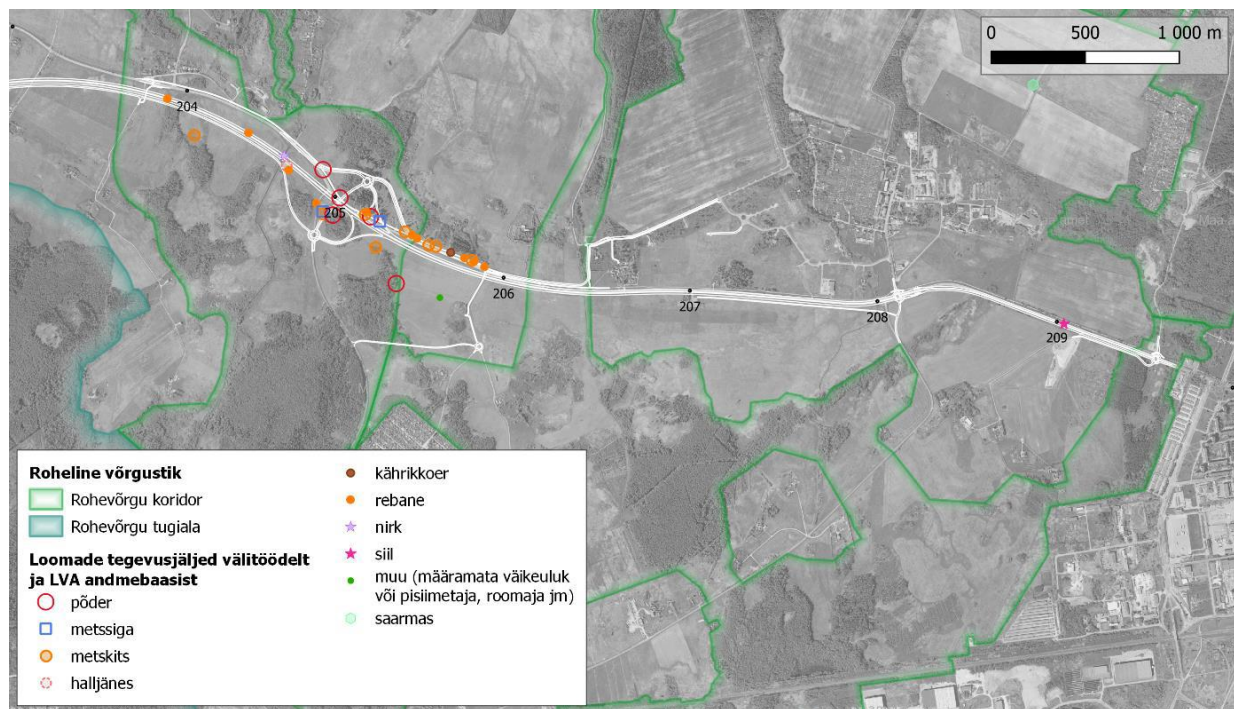 0 500 1 000 m
204
205
206
207
208
209
Roheline võrgustik
Rohevõrgu koridor
Rohevõrgu tugiala
Loomade tegevusjäljed välitöödelt
ja LVA andmebaasist
põder
metssiga
metskits
halljänes
kährikkoer
rebane
nirk
siil
muu (määramata väikeuluk
või pisiimetaja, roomaja jm)
saarmas